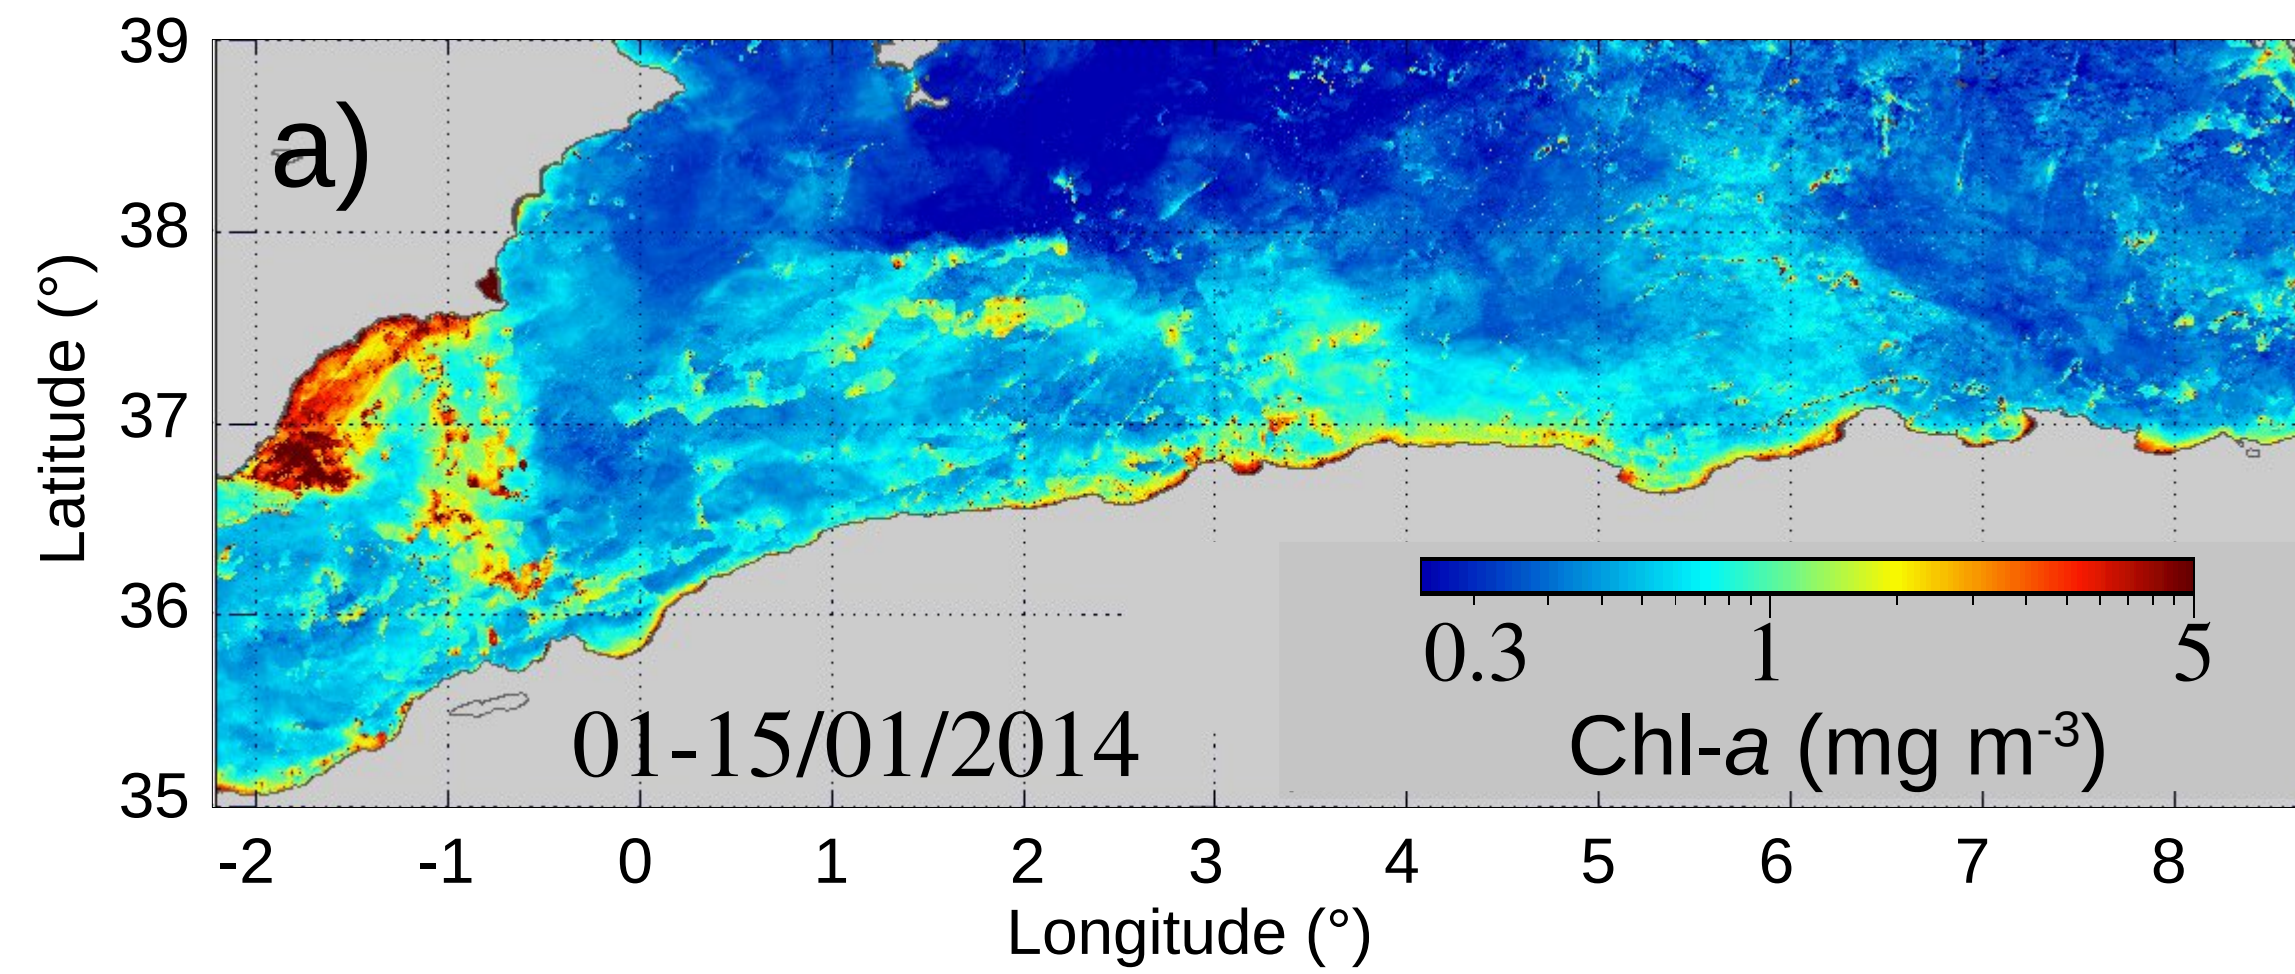 39
a)
38
37
36
35
Latitude (°)
0.3 1 5
Chl-a (mg m-3)
01-15/01/2014
-2 -1 0 1 2 3 4 5 6 7 8
Longitude (°)